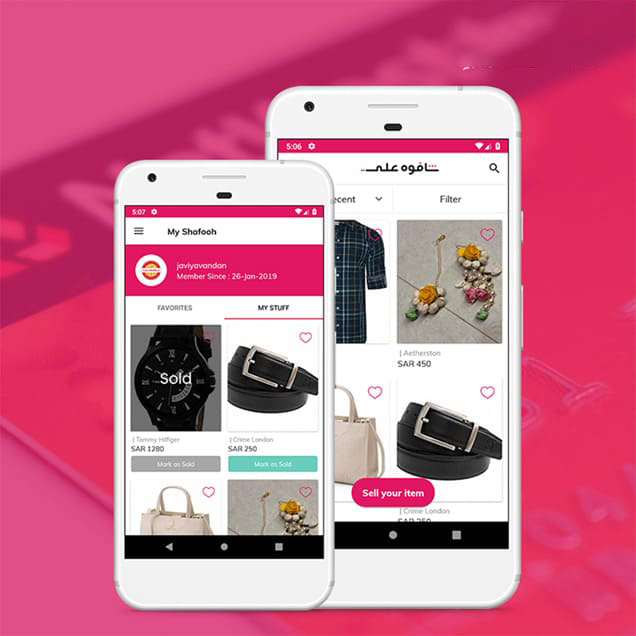 5:07
My Shafooh
javiyavandan
Member Since : 26-Jan-2019
FAVORITES
MY STUFF
Sold
| Tommy Hilfiger
SAR 1280
Mark as Sold
| Crime London
SAR 250
Mark as Sold
5:06
شافوه علي
ecent
Filter
| Aetherston
SAR 450
| Crime London
SAR 250
Sell your item